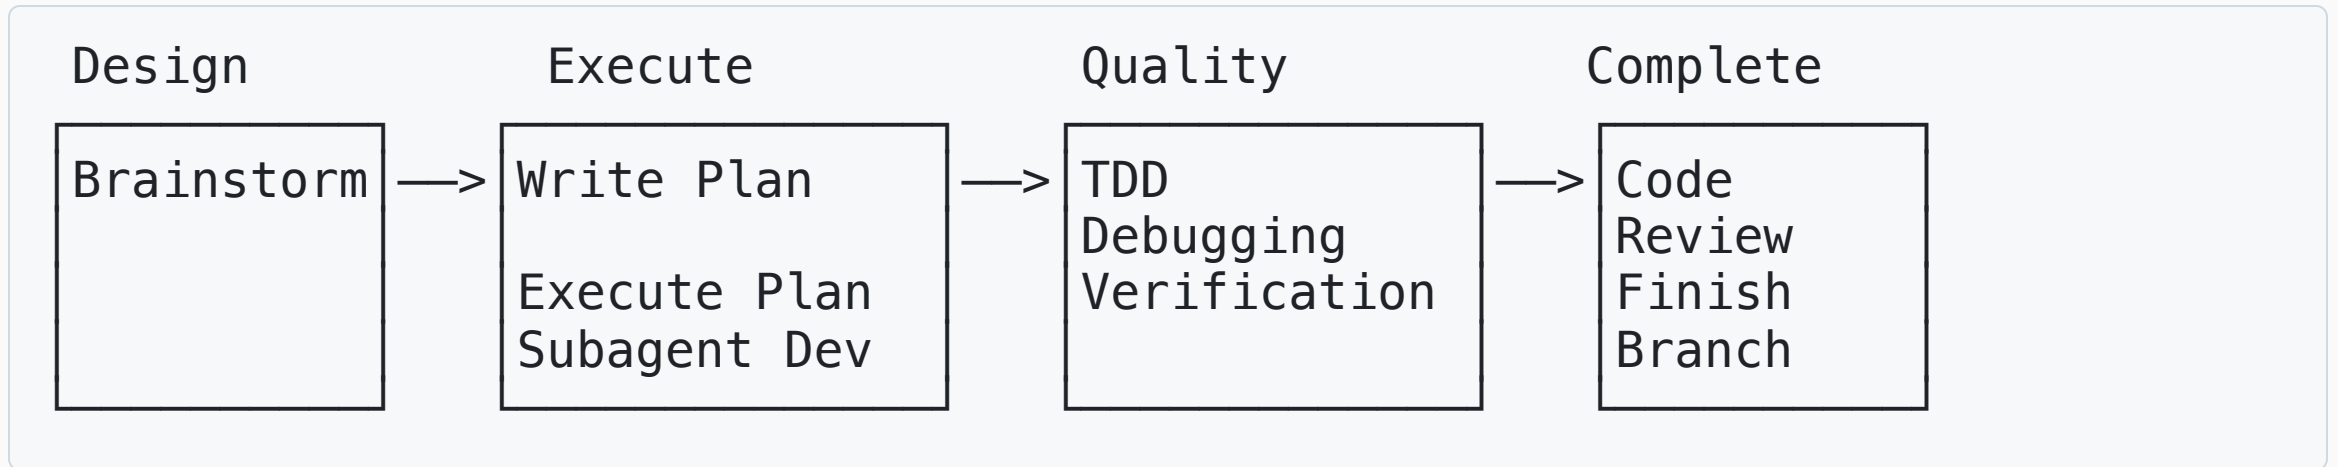 Design Execute Quality Complete
Brainstorm ──> Write Plan ──> TDD ──> Code
Debugging Review
Execute Plan Verification Finish
Subagent Dev Branch